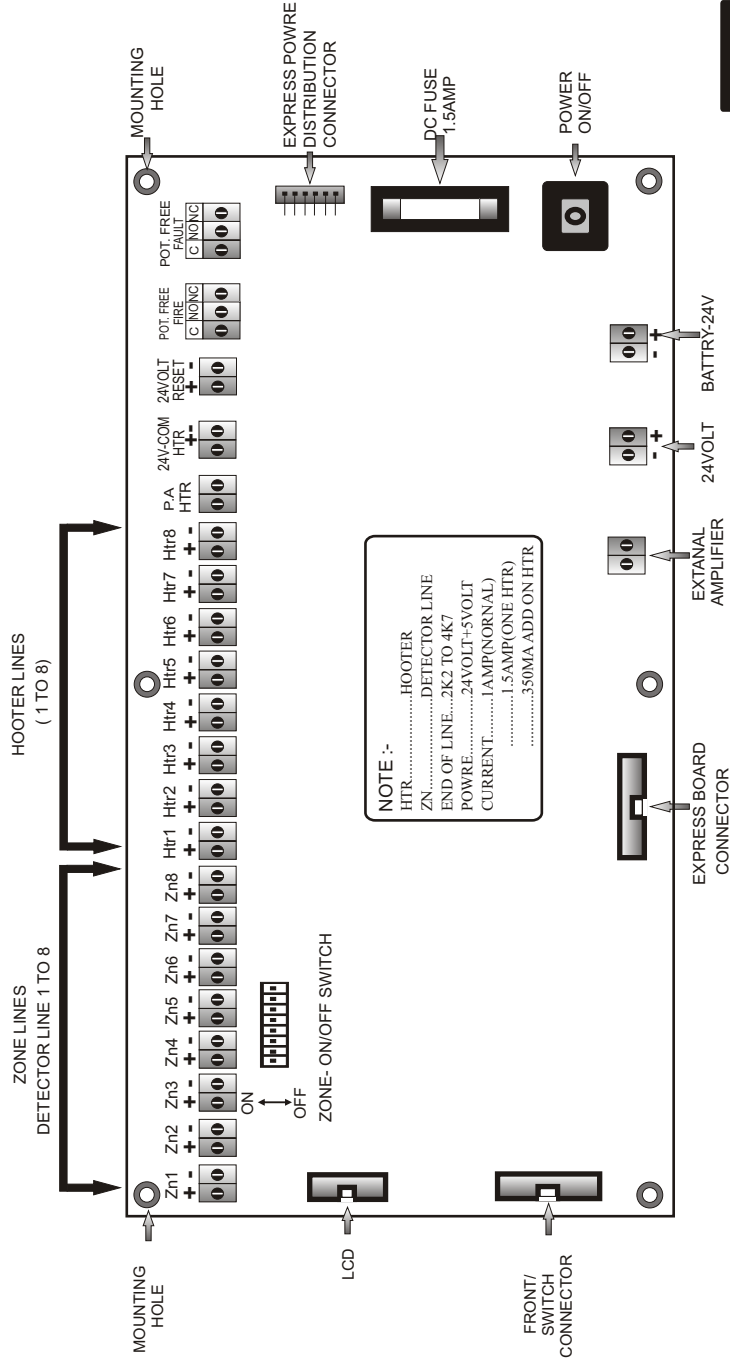 ZONE LINES
DETECTOR LINE 1 TO 8
HOOTER LINES
( 1 TO 8)
MOUNTING
HOLE
MOUNTING
HOLE
Zn1 + -
Zn2 + -
Zn3 + -
Zn4 + -
Zn5 + -
Zn6 + -
Zn7 + -
Zn8 + -
Htr1 + -
Htr2 + -
Htr3 + -
Htr4 + -
Htr5 + -
Htr6 + -
Htr7 + -
Htr8 + -
P.A
HTR
24V-COM
HTR + -
24VOLT
RESET
+ -
POT. FREE
FIRE
C NO NC
POT. FREE
FAULT
C NO NC
EXPRESS POWRE
DISTRIBUTION
CONNECTOR
DC FUSE
1.5AMP
POWER
ON/OFF
ON
OFF
ZONE- ON/OFF SWITCH
NOTE :-
HTR..................HOOTER
ZN.....................DETECTOR LINE
END OF LINE...2K2 TO 4K7
POWRE............24VOLT+5VOLT
CURRENT........1AMP(NORNAL)
......................1.5AMP(ONE HTR)
......................350MA ADD ON HTR
LCD
FRONT/
SWITCH
CONNECTOR
EXPRESS BOARD
CONNECTOR
EXTANAL
AMPLIFIER
- +
24VOLT
- +
BATTRY-24V